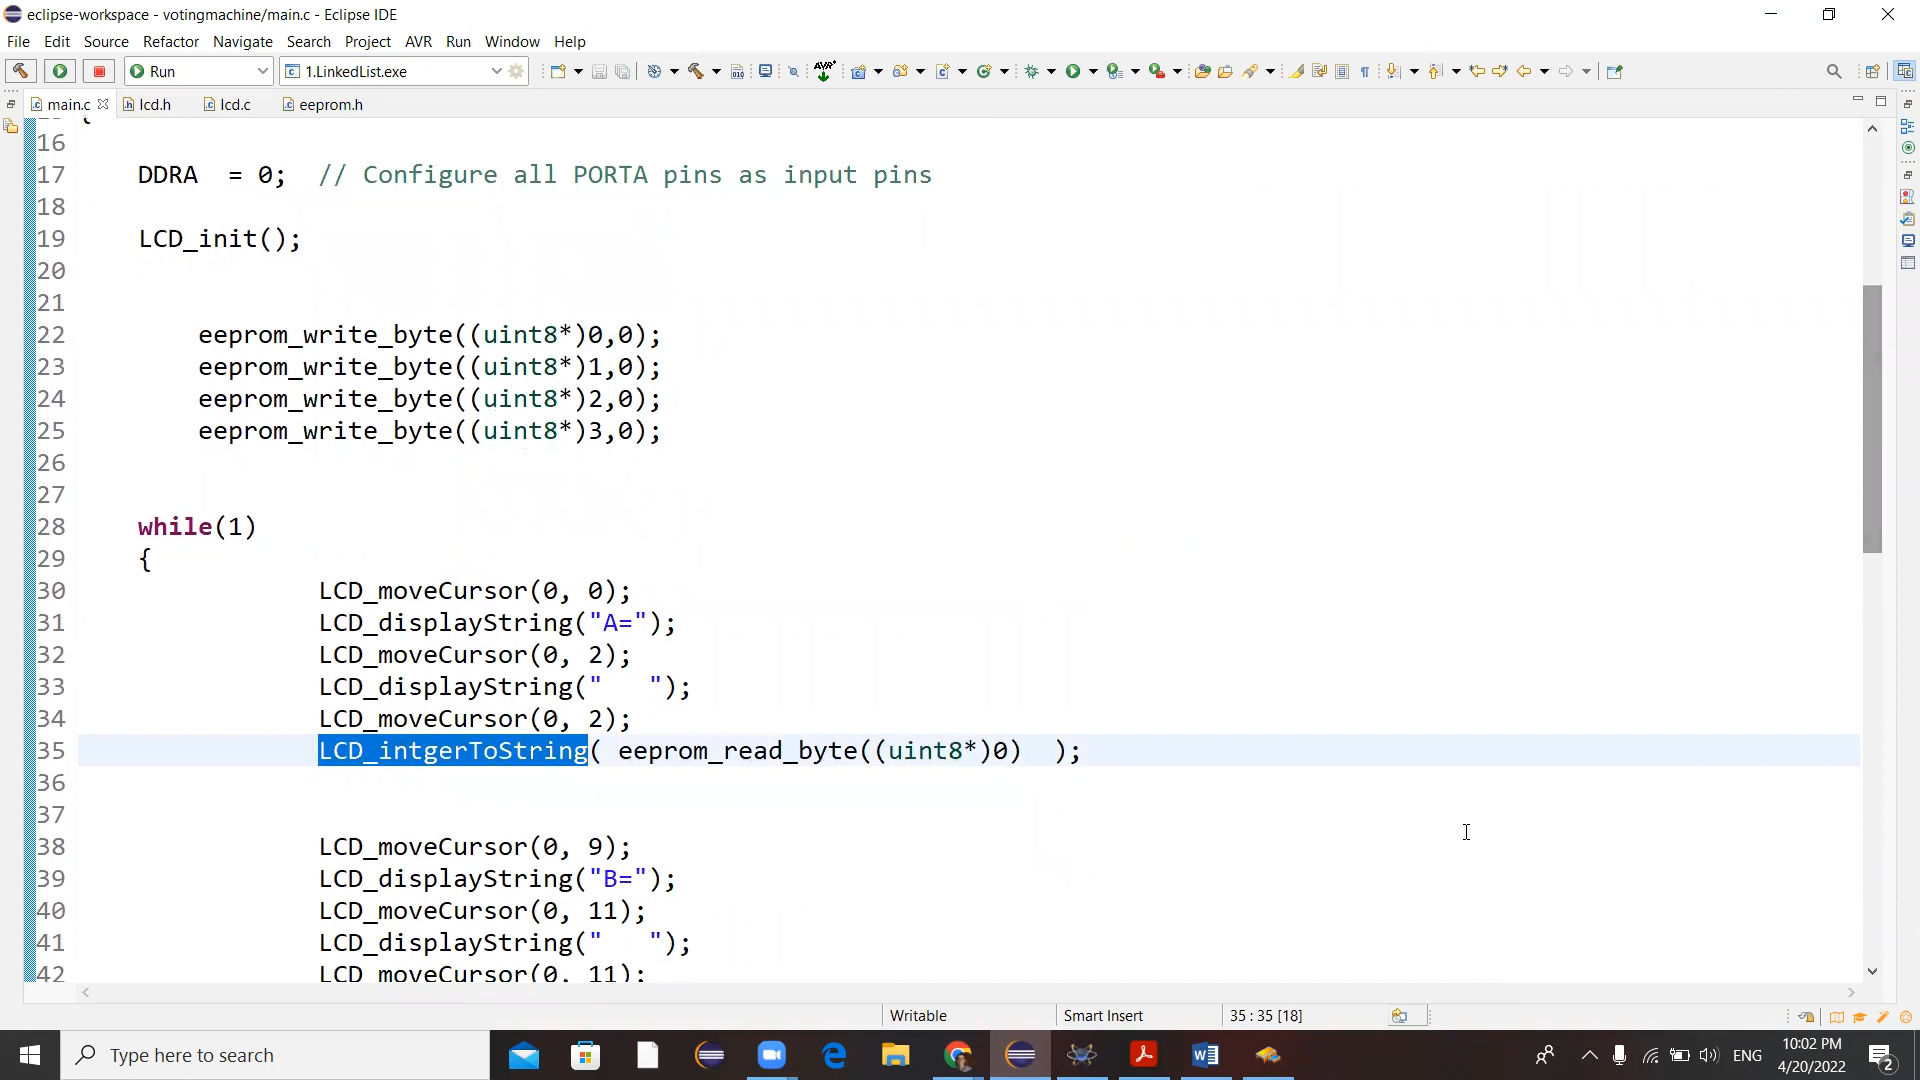 eclipse-workspace - votingmachine/main.c - Eclipse IDE
File Edit Source Refactor Navigate Search Project AVR Run Window Help
Run 1.LinkedList.exe
main.c lcd.h lcd.c eeprom.h
16
17 DDRA = 0; // Configure all PORTA pins as input pins
18
19 LCD_init();
20
21
22 eeprom_write_byte((uint8*)0,0);
23 eeprom_write_byte((uint8*)1,0);
24 eeprom_write_byte((uint8*)2,0);
25 eeprom_write_byte((uint8*)3,0);
26
27
28 while(1)
29 {
30 LCD_moveCursor(0, 0);
31 LCD_displayString("A=");
32 LCD_moveCursor(0, 2);
33 LCD_displayString("   ");
34 LCD_moveCursor(0, 2);
35 LCD_intgerToString( eeprom_read_byte((uint8*)0)  );
36
37
38 LCD_moveCursor(0, 9);
39 LCD_displayString("B=");
40 LCD_moveCursor(0, 11);
41 LCD_displayString("   ");
42 LCD_moveCursor(0, 11);
Writable Smart Insert 35 : 35 [18]
Type here to search ENG 10:02 PM
4/20/2022 2